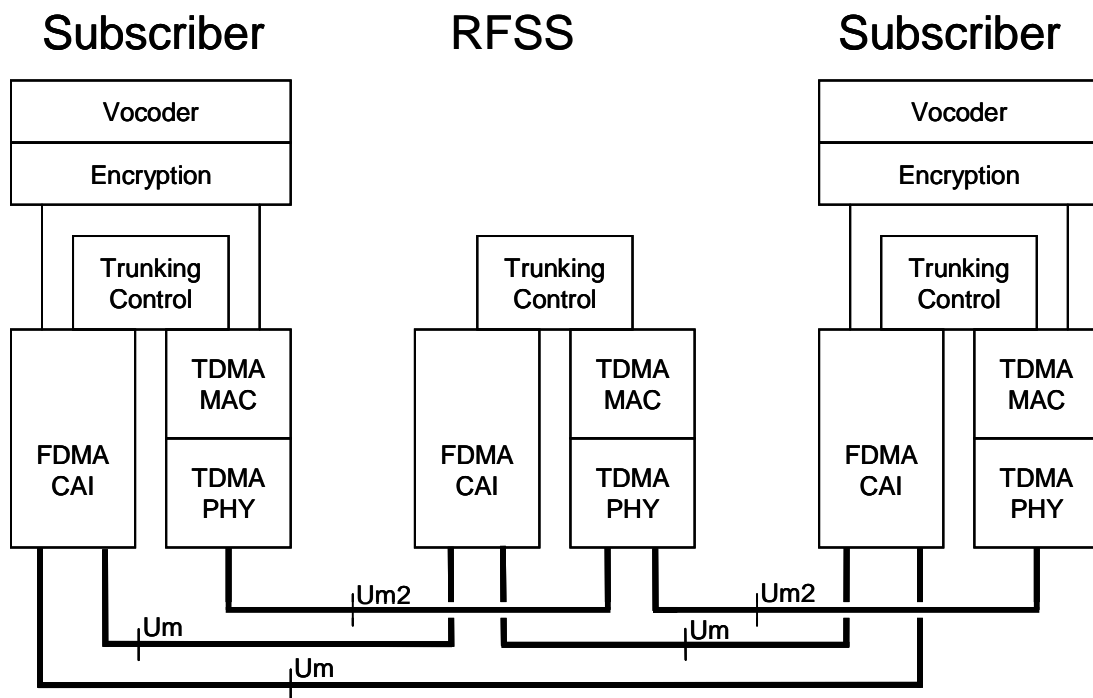 Subscriber
RFSS
Subscriber
Vocoder
Encryption
Trunking
Control
FDMA
CAI
TDMA
MAC
TDMA
PHY
Trunking
Control
FDMA
CAI
TDMA
MAC
TDMA
PHY
Vocoder
Encryption
Trunking
Control
FDMA
CAI
TDMA
MAC
TDMA
PHY
Um2
Um2
Um
Um
Um